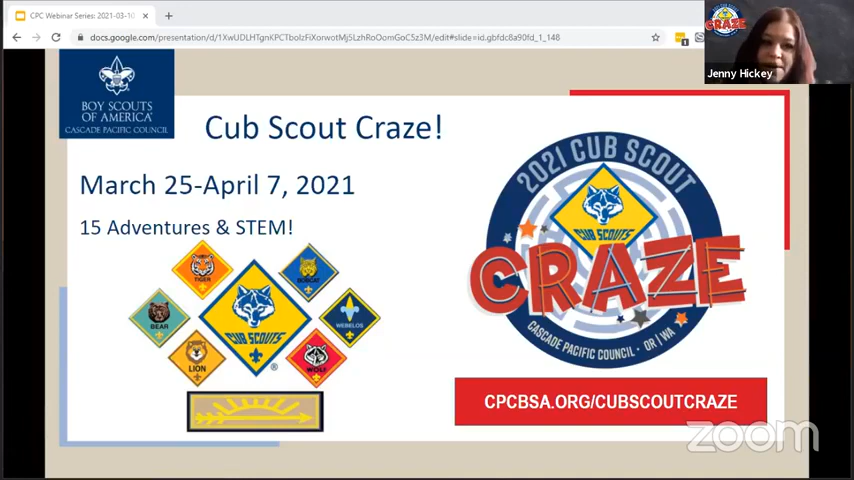 CPC Webinar Series: 2021-03-10
docs.google.com/presentation/d/1XwUDLHTgnKPCTbolzFiXorwotMj5LzhRoOomGoC5z3M/edit#slide=id.gbfdc8a90fd_1_148
CRAZE
Jenny Hickey
BOY SCOUTS
OF AMERICA
CASCADE PACIFIC COUNCIL
Cub Scout Craze!
March 25-April 7, 2021
15 Adventures & STEM!
TIGER
BOBCAT
BEAR
CUB SCOUTS
WEBELOS
LION
WOLF
®
2021 CUB SCOUT
CUB SCOUTS
CRAZE
CASCADE PACIFIC COUNCIL • OR / WA
CPCBSA.ORG/CUBSCOUTCRAZE
zoom